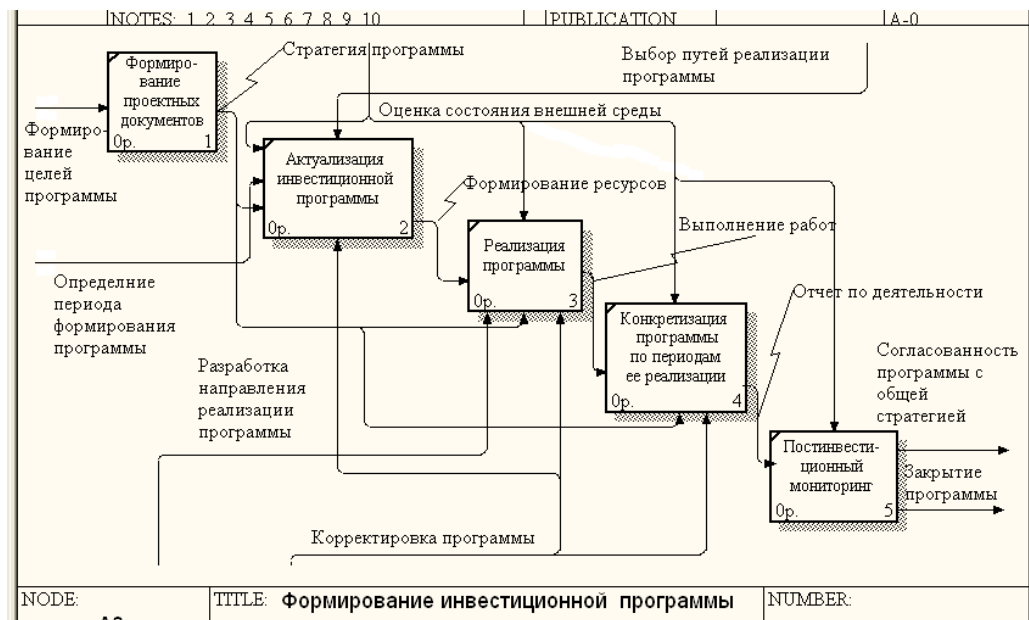 NOTES: 1 2 3 4 5 6 7 8 9 10
PUBLICATION
A-0
Формиро-
вание
проектных
документов
0р.
1
Стратегия программы
Выбор путей реализации
программы
Оценка состояния внешней среды
Формиро-
вание
целей
программы
Актуализация
инвестиционной
программы
0р.
2
Формирование ресурсов
Реализация
программы
0р.
3
Выполнение работ
Определние
периода
формирования
программы
Отчет по деятельности
Конкретизация
программы
по периодам
ее реализации
0р.
4
Разработка
направления
реализации
программы
Согласованность
программы с
общей
стратегией
Постинвести-
ционный
мониторинг
0р.
5
Закрытие
программы
Корректировка программы
NODE:
TITLE: Формирование инвестиционной программы
NUMBER: